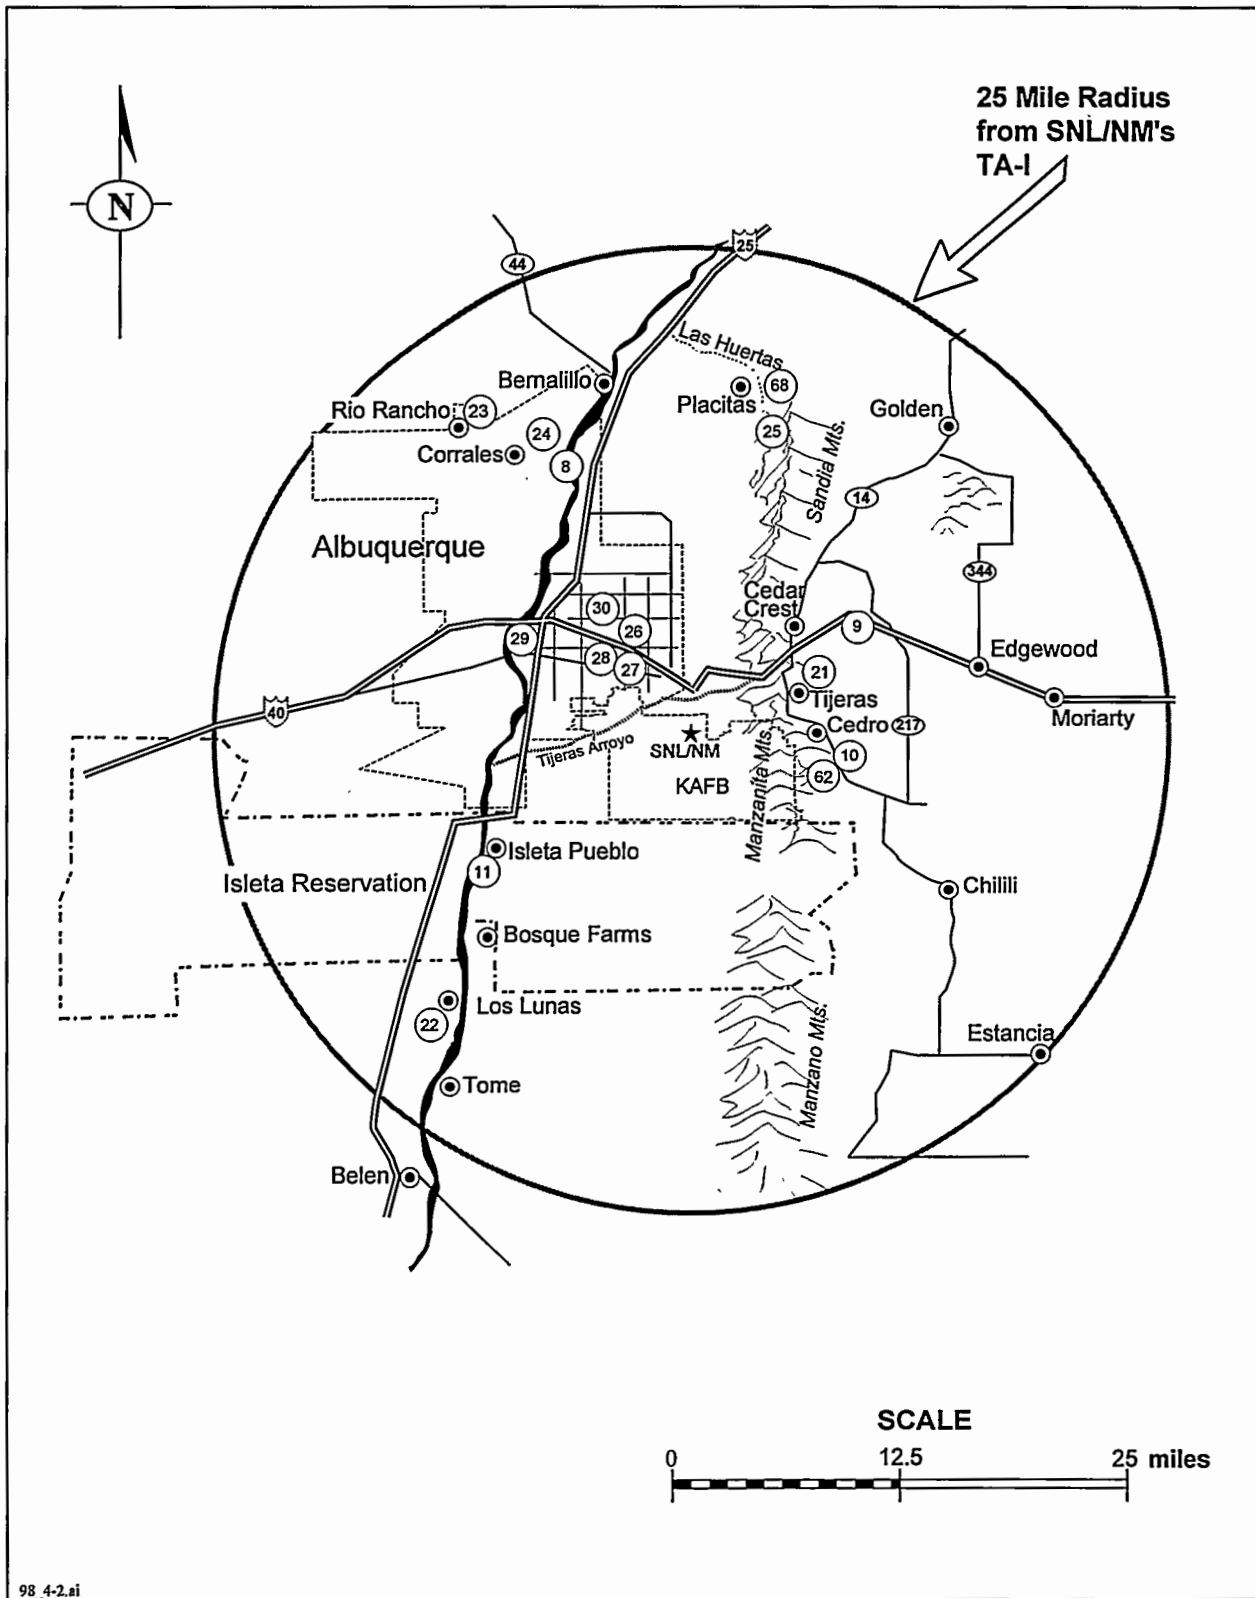 25 Mile Radius
from SNL/NM's
TA-I
N
25
44
Las Huertas
Bernalillo
68
Placitas
Rio Rancho
23
Golden
24
25
Corrales
8
Sandia Mts.
14
Albuquerque
344
Cedar
Crest
30
26
9
29
28
27
Edgewood
21
Tijeras
40
Moriarty
Cedro
217
Tijeras Arroyo
SNL/NM
10
62
KAFB
Manzanita Mts.
Isleta Pueblo
11
Isleta Reservation
Chilili
Bosque Farms
Los Lunas
22
Estancia
Manzano Mts.
Tome
Belen
SCALE
0 12.5 25 miles
98_4-2.ai